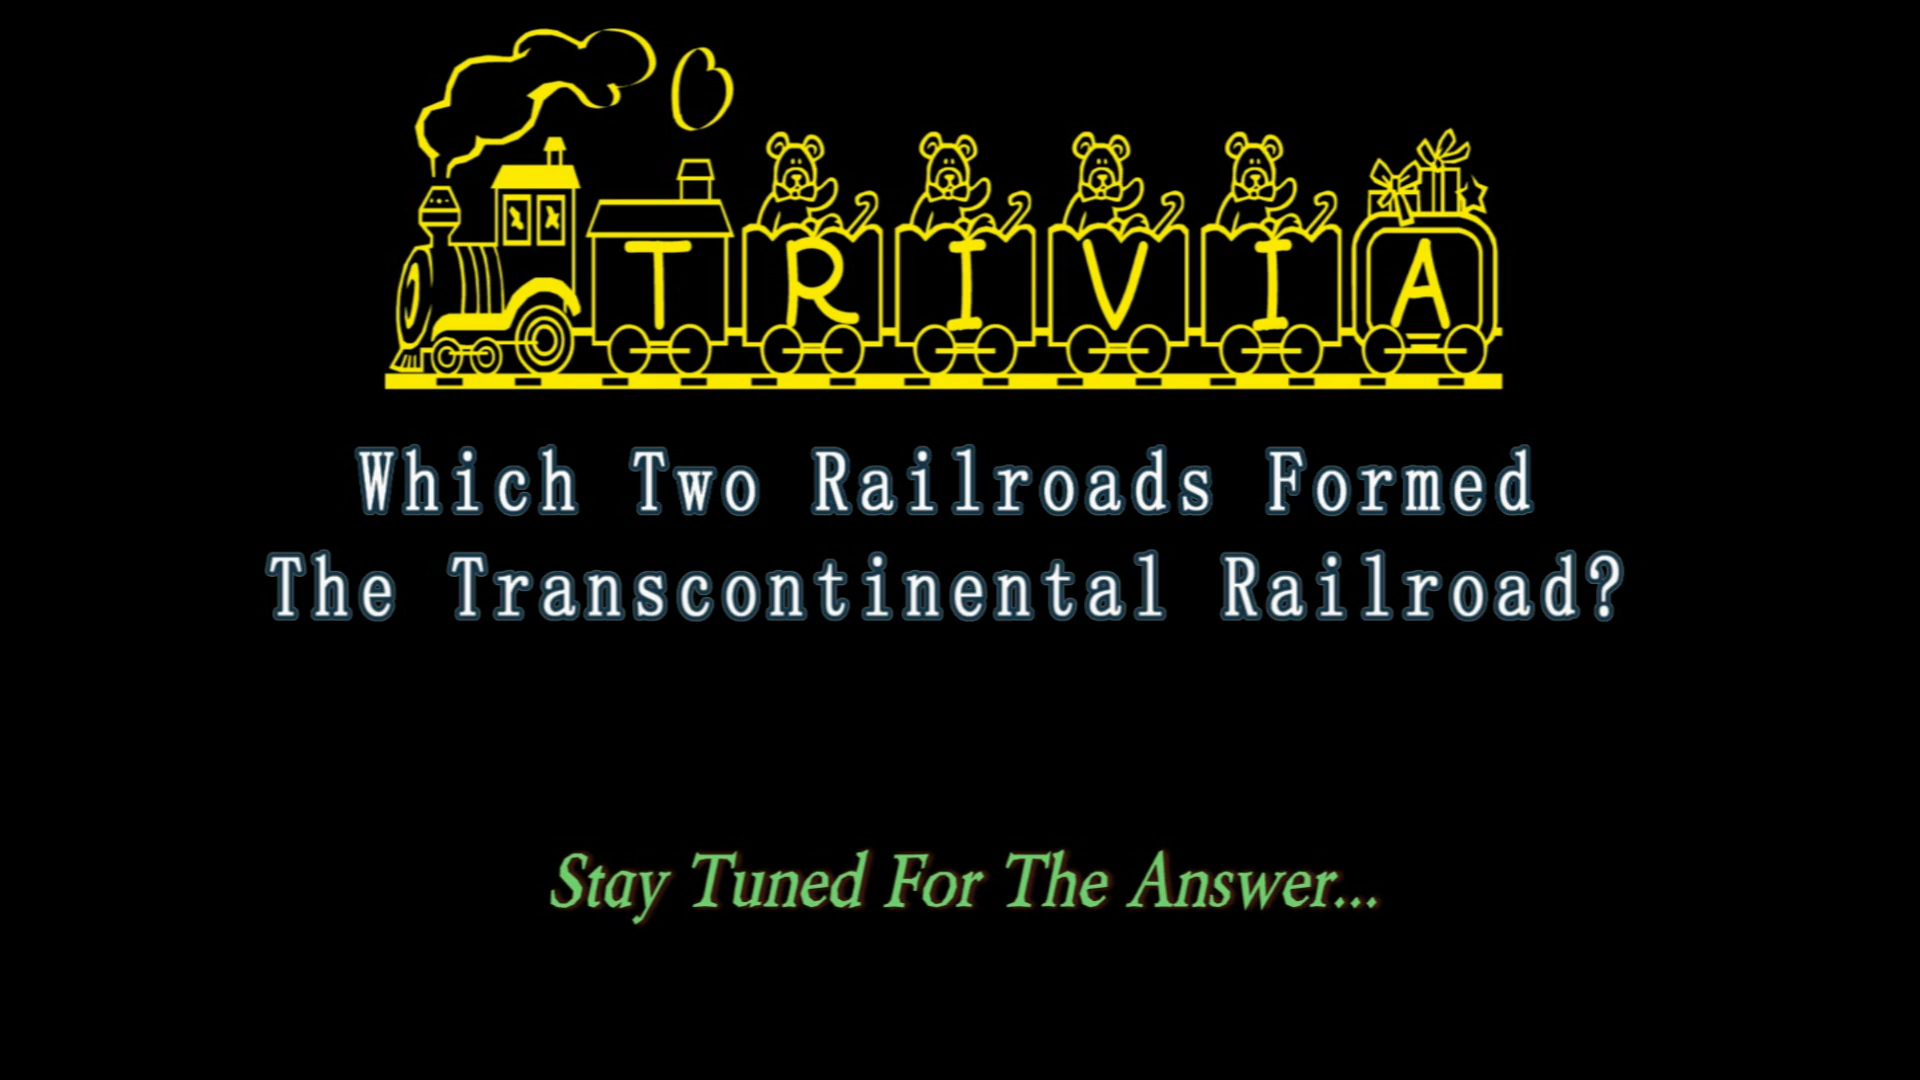 TRIVIA
Which Two Railroads Formed
The Transcontinental Railroad?
Stay Tuned For The Answer...